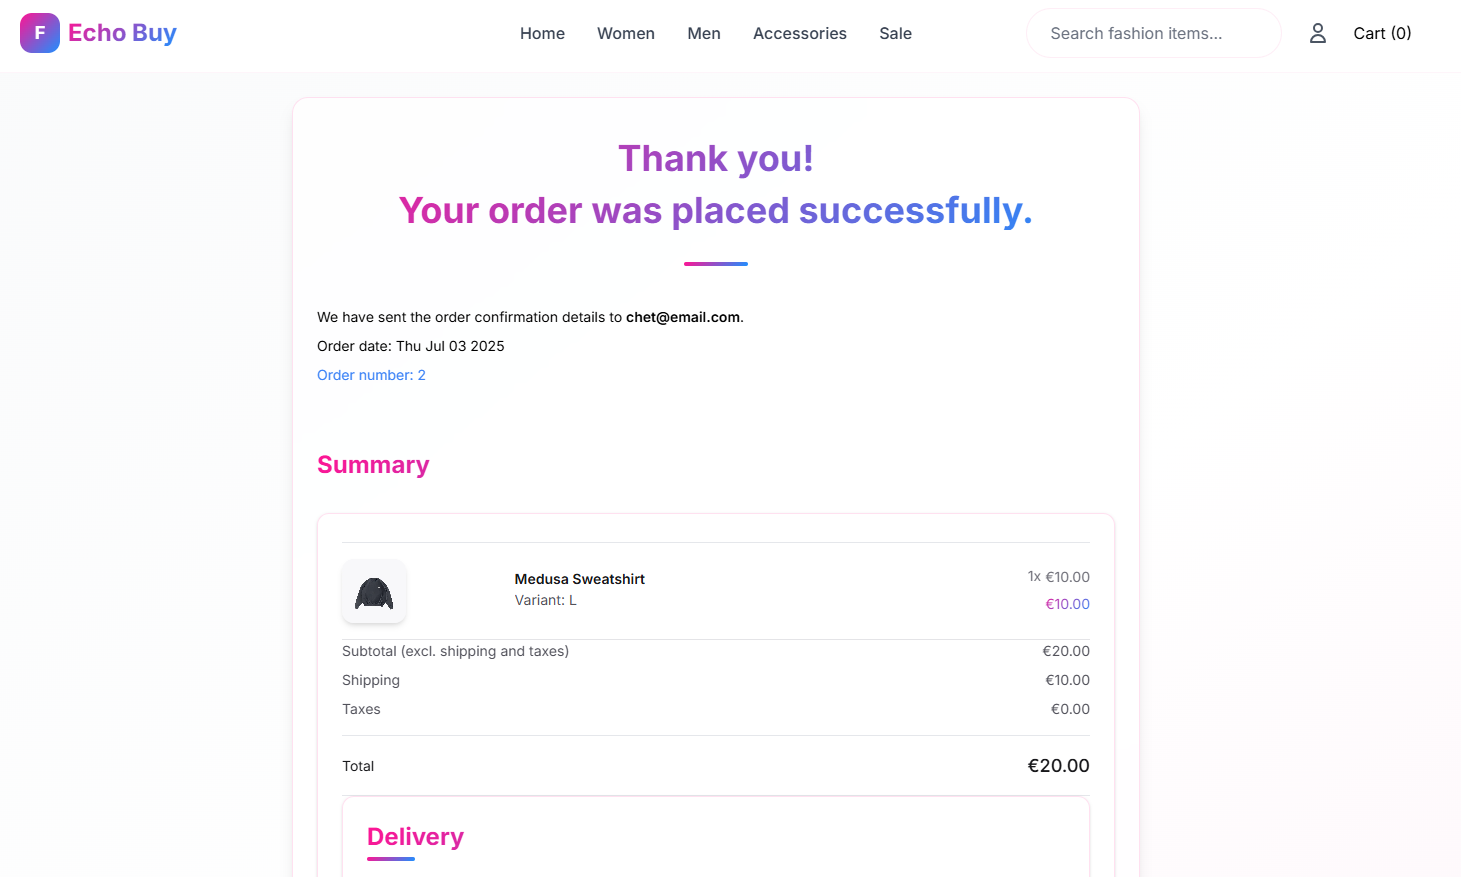 F Echo Buy Home Women Men Accessories Sale Search fashion items... Cart (0)
Thank you!
Your order was placed successfully.
We have sent the order confirmation details to chet@email.com.
Order date: Thu Jul 03 2025
Order number: 2
Summary
Medusa Sweatshirt 1x €10.00
Variant: L €10.00
Subtotal (excl. shipping and taxes) €20.00
Shipping €10.00
Taxes €0.00
Total €20.00
Delivery